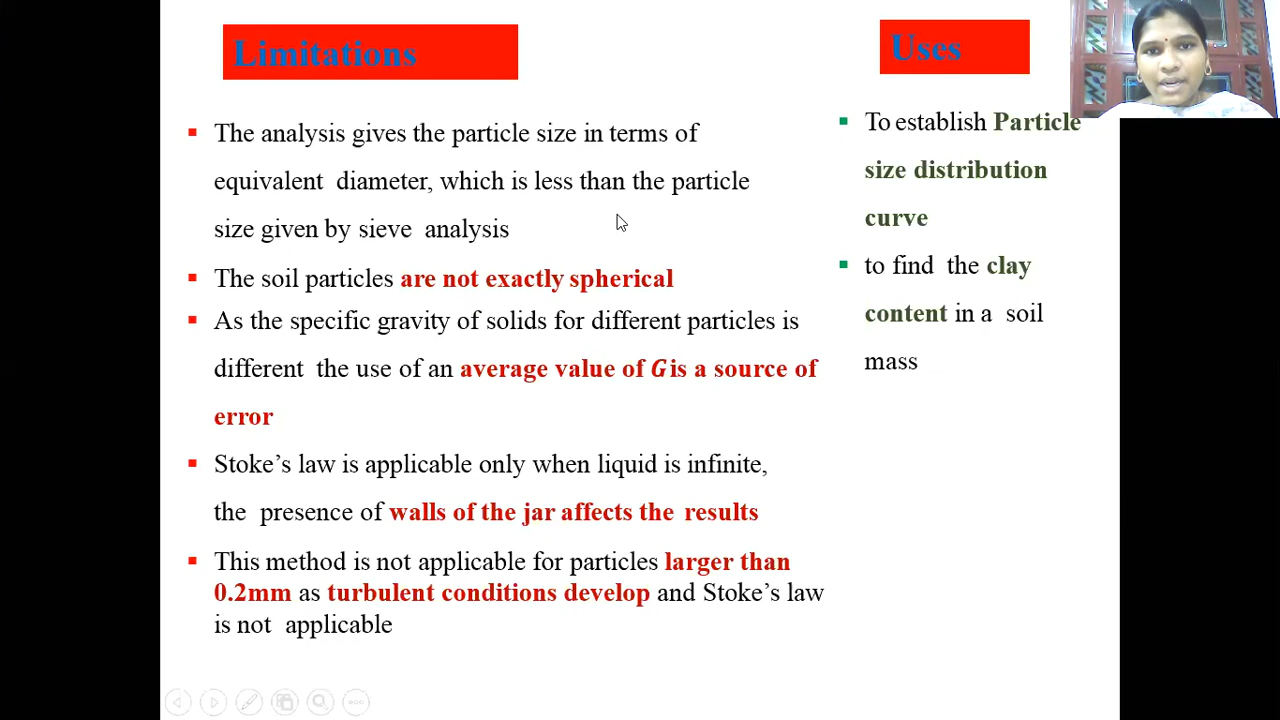 Limitations
The analysis gives the particle size in terms of
equivalent diameter, which is less than the particle
size given by sieve analysis
The soil particles are not exactly spherical
As the specific gravity of solids for different particles is
different the use of an average value of G is a source of
error
Stoke’s law is applicable only when liquid is infinite,
the presence of walls of the jar affects the results
This method is not applicable for particles larger than
0.2mm as turbulent conditions develop and Stoke’s law
is not applicable
Uses
To establish Particle
size distribution
curve
to find the clay
content in a soil
mass